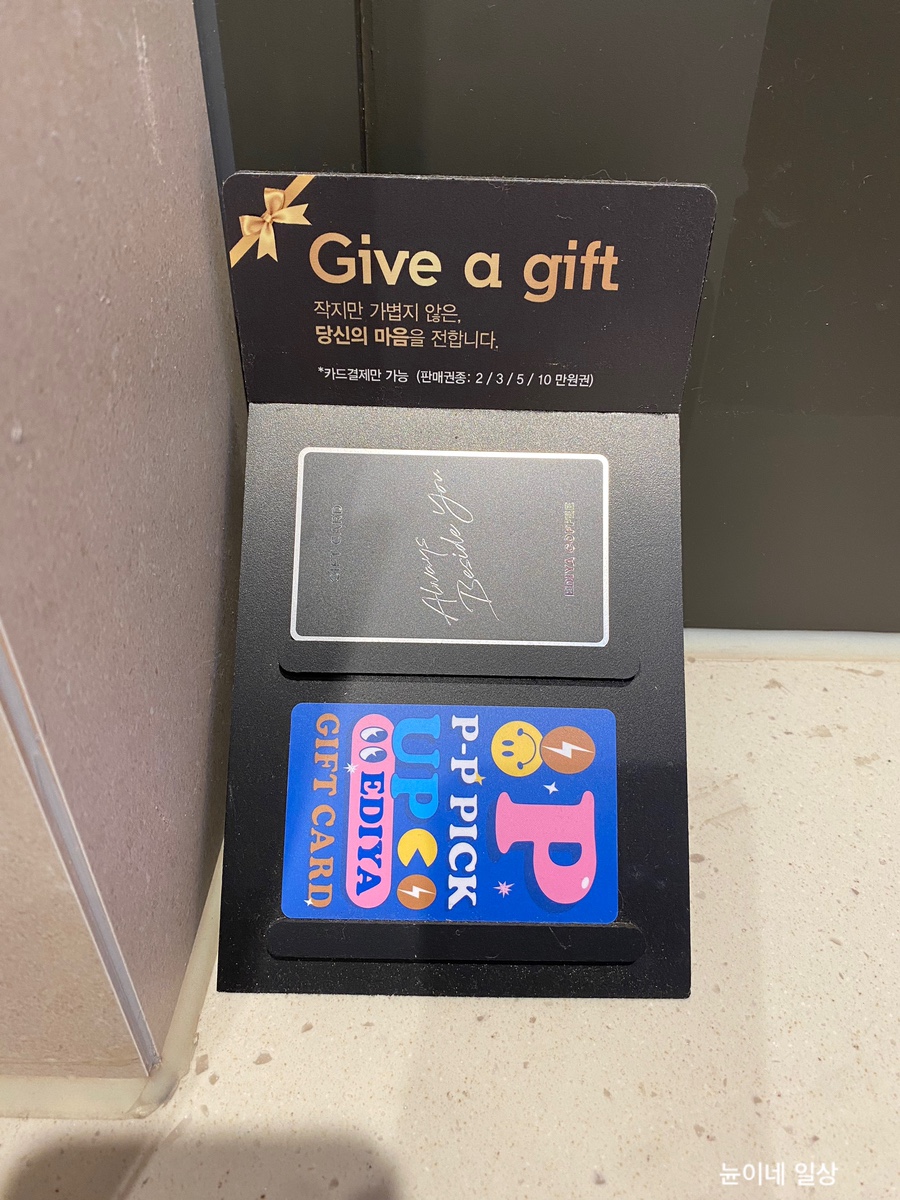 Give a gift
작지만 가볍지 않은,
당신의 마음을 전합니다.
*카드결제만 가능 (판매권종: 2 / 3 / 5 / 10 만원권)
Always
Beside You
EDIYA COFFEE
P
P-P PICK
UP
EDIYA
GIFT CARD
뉸이네 일상